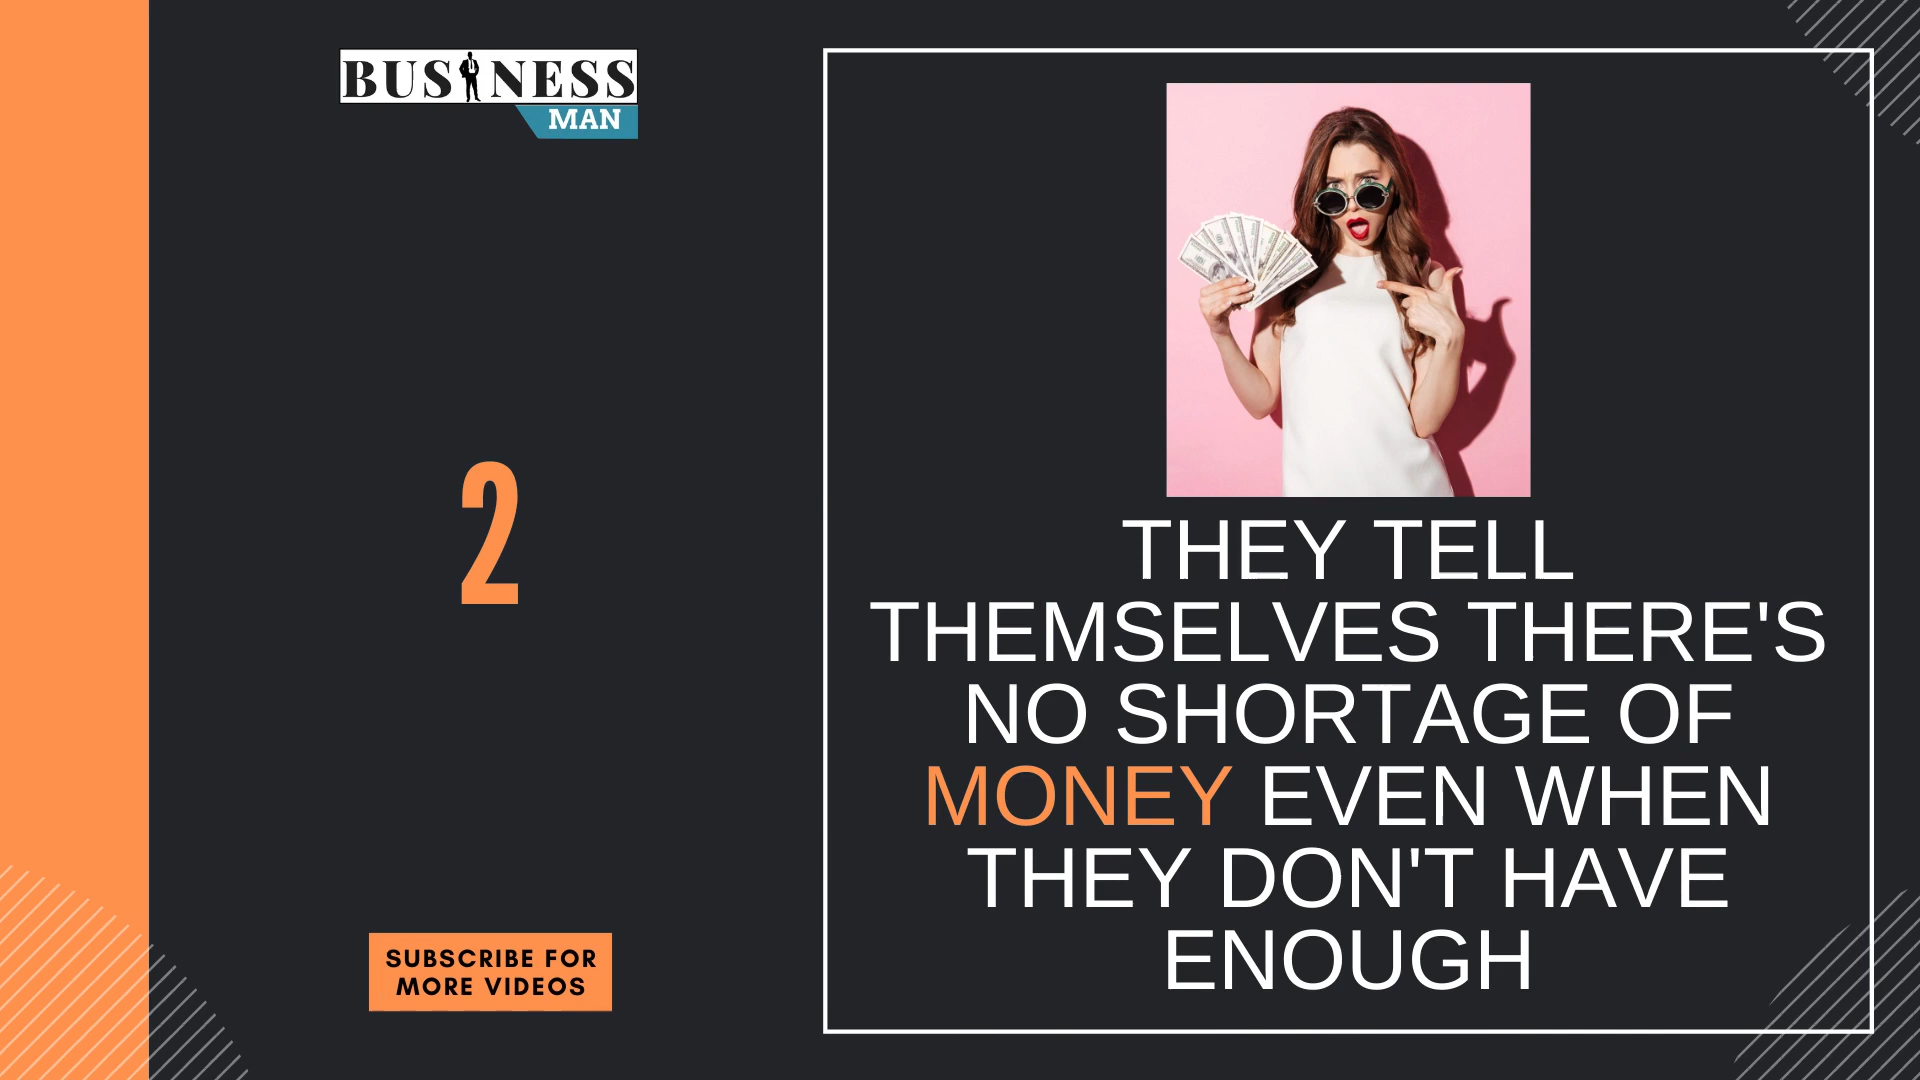 BUSINESS
MAN
2
SUBSCRIBE FOR
MORE VIDEOS
THEY TELL
THEMSELVES THERE'S
NO SHORTAGE OF
MONEY EVEN WHEN
THEY DON'T HAVE
ENOUGH